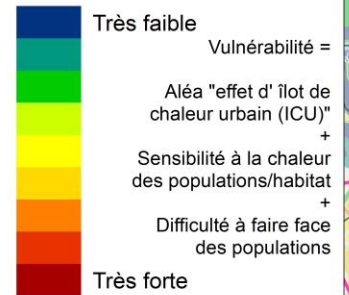 Très faible
Vulnérabilité =
Aléa "effet d' îlot de
chaleur urbain (ICU)"
+
Sensibilité à la chaleur
des populations/habitat
+
Difficulté à faire face
des populations
Très forte